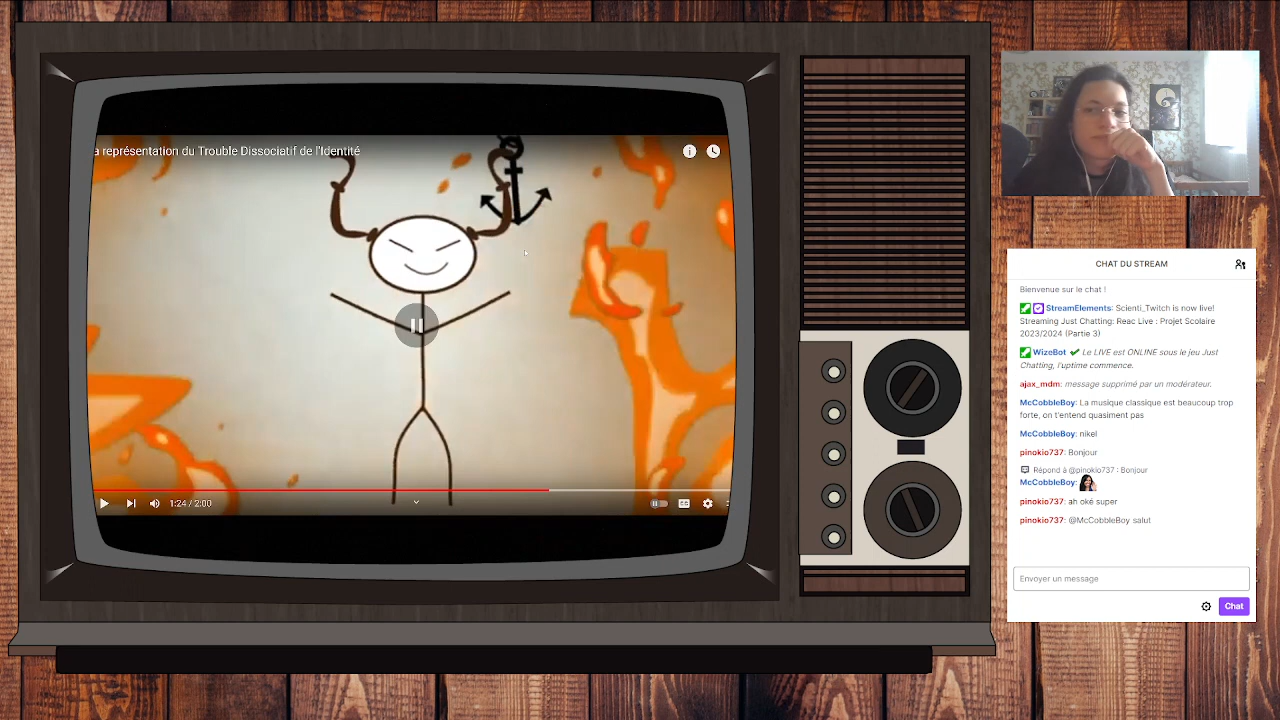 a représentation du Trouble Dissociatif de l'Identité
1:24 / 2:00
CHAT DU STREAM
Bienvenue sur le chat !
StreamElements: Scienti_Twitch is now live!
Streaming Just Chatting: Reac Live : Projet Scolaire
2023/2024 (Partie 3)
WizeBot Le LIVE est ONLINE sous le jeu Just
Chatting, l'uptime commence.
ajax_mdm: message supprimé par un modérateur.
McCobbleBoy: La musique classique est beaucoup trop
forte, on t'entend quasiment pas
McCobbleBoy: nikel
pinokio737: Bonjour
Répond à @pinokio737 : Bonjour
McCobbleBoy:
pinokio737: ah oké super
pinokio737: @McCobbleBoy salut
Envoyer un message
Chat